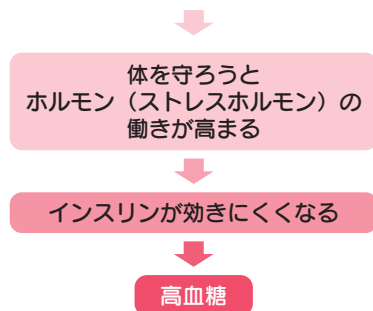 体を守ろうと
ホルモン（ストレスホルモン）の
働きが高まる
インスリンが効きにくくなる
高血糖